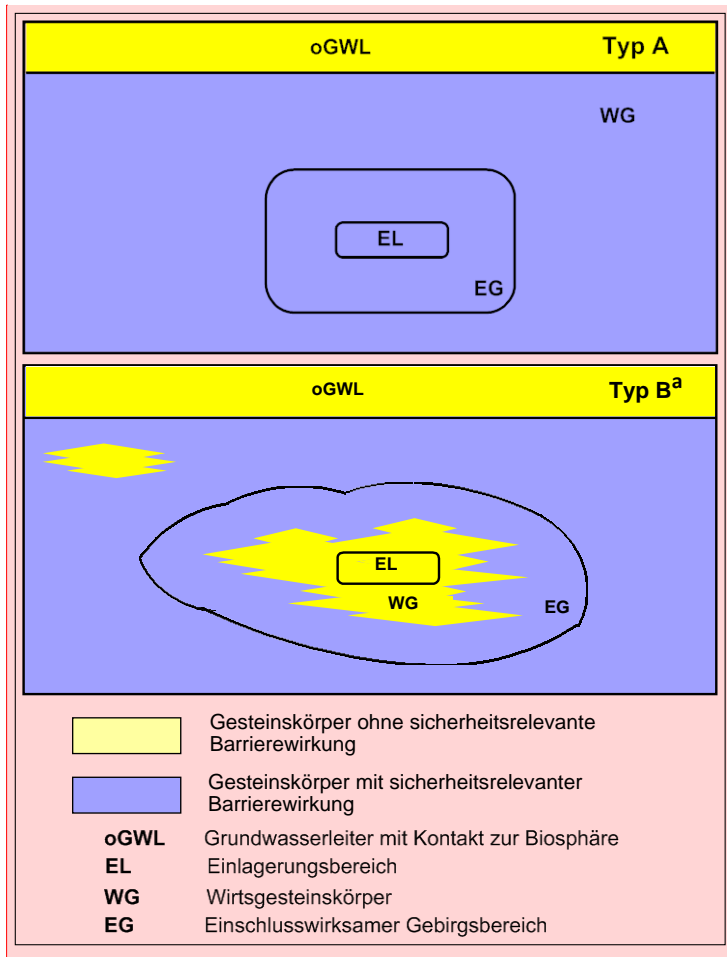 oGWL Typ A
WG
EL
EG
oGWL Typ Bᵃ
EL
WG
EG
Gesteinskörper ohne sicherheitsrelevante
Barrierewirkung
Gesteinskörper mit sicherheitsrelevanter
Barrierewirkung
oGWL Grundwasserleiter mit Kontakt zur Biosphäre
EL Einlagerungsbereich
WG Wirtsgesteinskörper
EG Einschlusswirksamer Gebirgsbereich